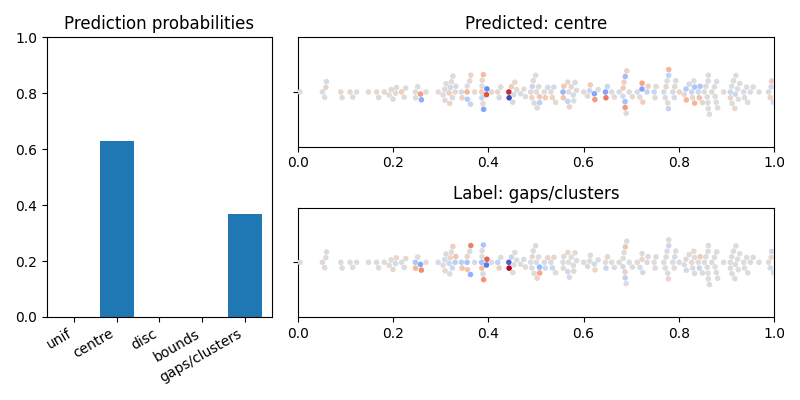 Prediction probabilities
1.0
0.8
0.6
0.4
0.2
0.0
unif
centre
disc
bounds
gaps/clusters
Predicted: centre
0.0 0.2 0.4 0.6 0.8 1.0
Label: gaps/clusters
0.0 0.2 0.4 0.6 0.8 1.0